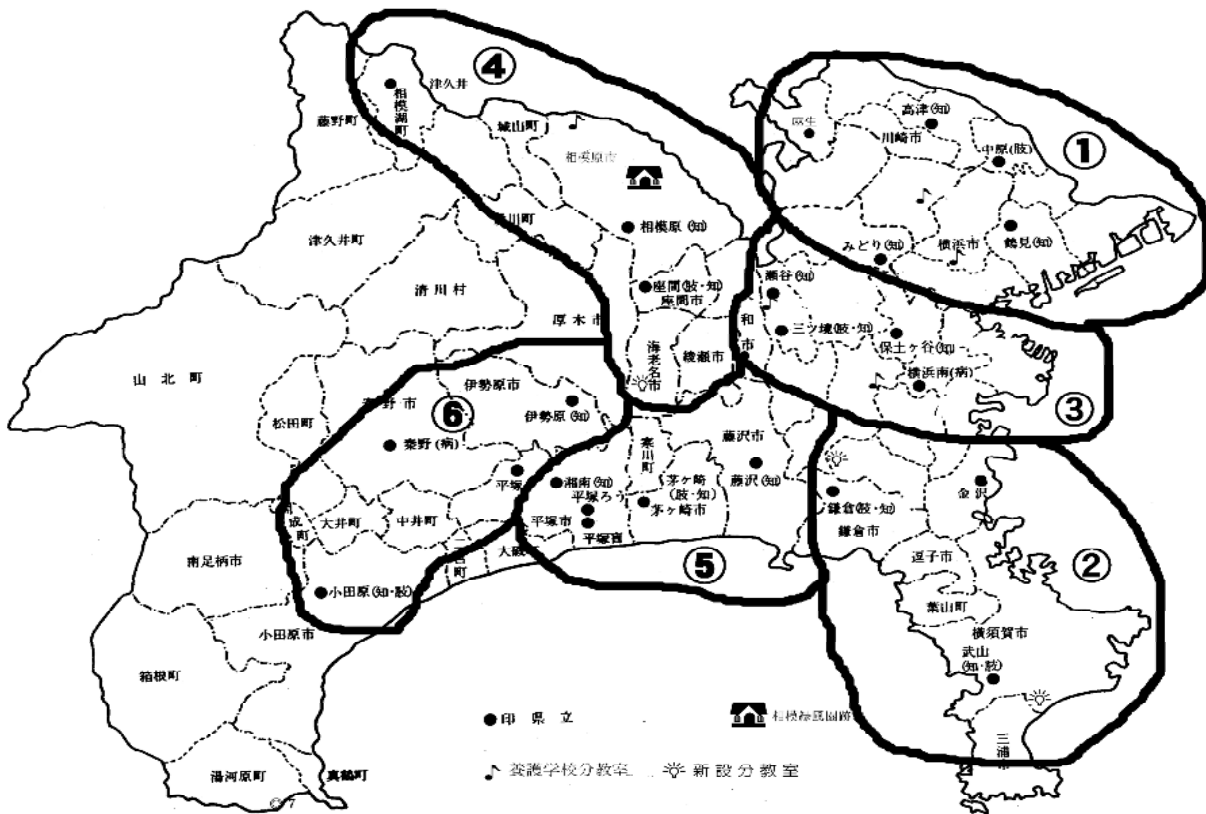 ④
津久井
相模湖町
藤野町
城山町
相模原市
相模原(知)
川町
津久井町
清川村
厚木市
座間(肢・知)
座間市
海老名市
綾瀬市
和
市
①
麻生
高津(知)
川崎市
中原(肢)
鶴見(知)
みどり(知)
横浜市
瀬谷(知)
三ツ境(肢・知)
保土ヶ谷(知)
横浜南(病)
③
山北町
松田町
野市
⑥
伊勢原市
伊勢原(知)
秦野(病)
平塚
成町
大井町
中井町
南足柄市
小田原(知・肢)
小田原市
箱根町
湯河原町
真鶴町
湘南(知)
平塚ろう
平塚市
平塚盲
大磯
町
寒川町
茅ヶ崎
(肢・知)
茅ヶ崎市
藤沢市
藤沢(知)
⑤
鎌倉(肢・知)
鎌倉市
金沢
逗子市
②
葉山町
横須賀市
武山
(知・肢)
三浦市
●印県立
養護学校分教室
新設分教室